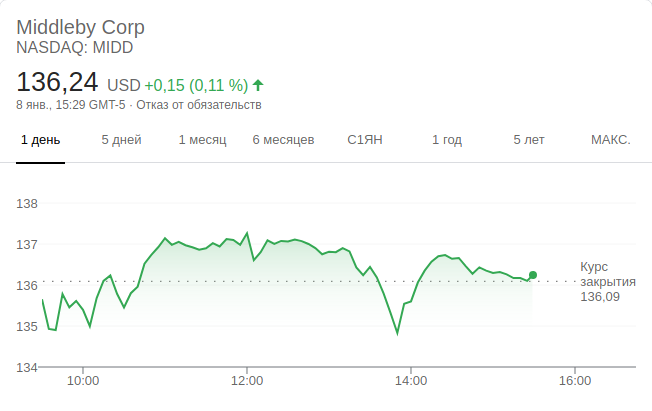 Middleby Corp
NASDAQ: MIDD
136,24 USD +0,15 (0,11 %)
8 янв., 15:29 GMT-5 · Отказ от обязательств
1 день 5 дней 1 месяц 6 месяцев С1ЯН 1 год 5 лет МАКС.
138
137
136
135
134
Курс
закрытия
136,09
10:00 12:00 14:00 16:00